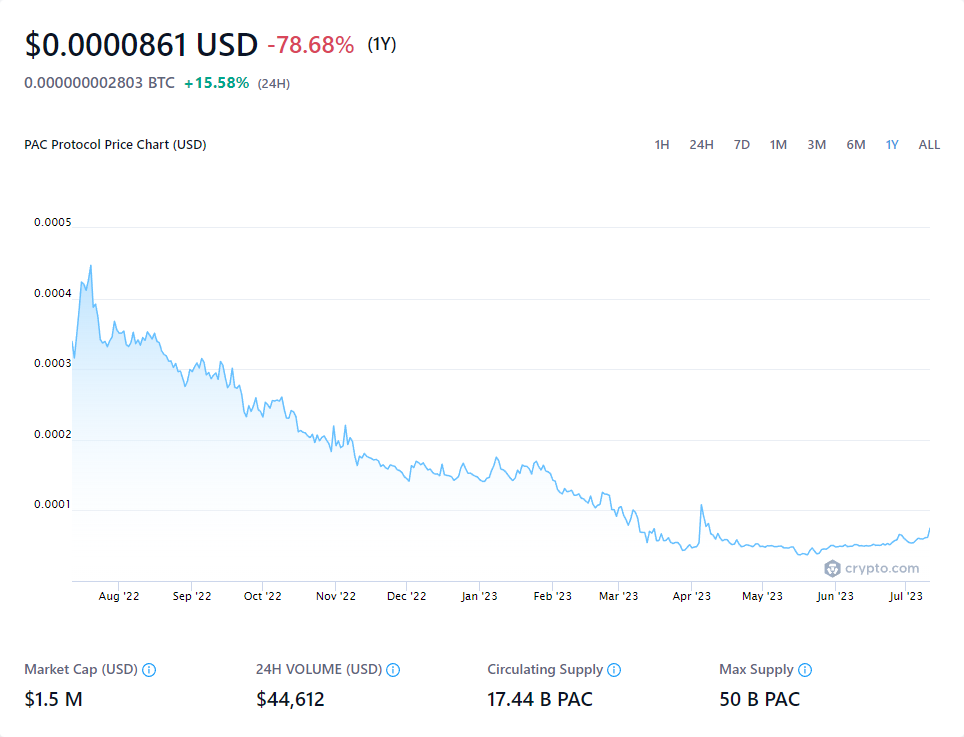 $0.0000861 USD -78.68% (1Y)
0.000000002803 BTC +15.58% (24H)
PAC Protocol Price Chart (USD)
1H 24H 7D 1M 3M 6M 1Y ALL
0.0005
0.0004
0.0003
0.0002
0.0001
crypto.com
Aug '22 Sep '22 Oct '22 Nov '22 Dec '22 Jan '23 Feb '23 Mar '23 Apr '23 May '23 Jun '23 Jul '23
Market Cap (USD) 24H VOLUME (USD) Circulating Supply Max Supply
$1.5 M $44,612 17.44 B PAC 50 B PAC